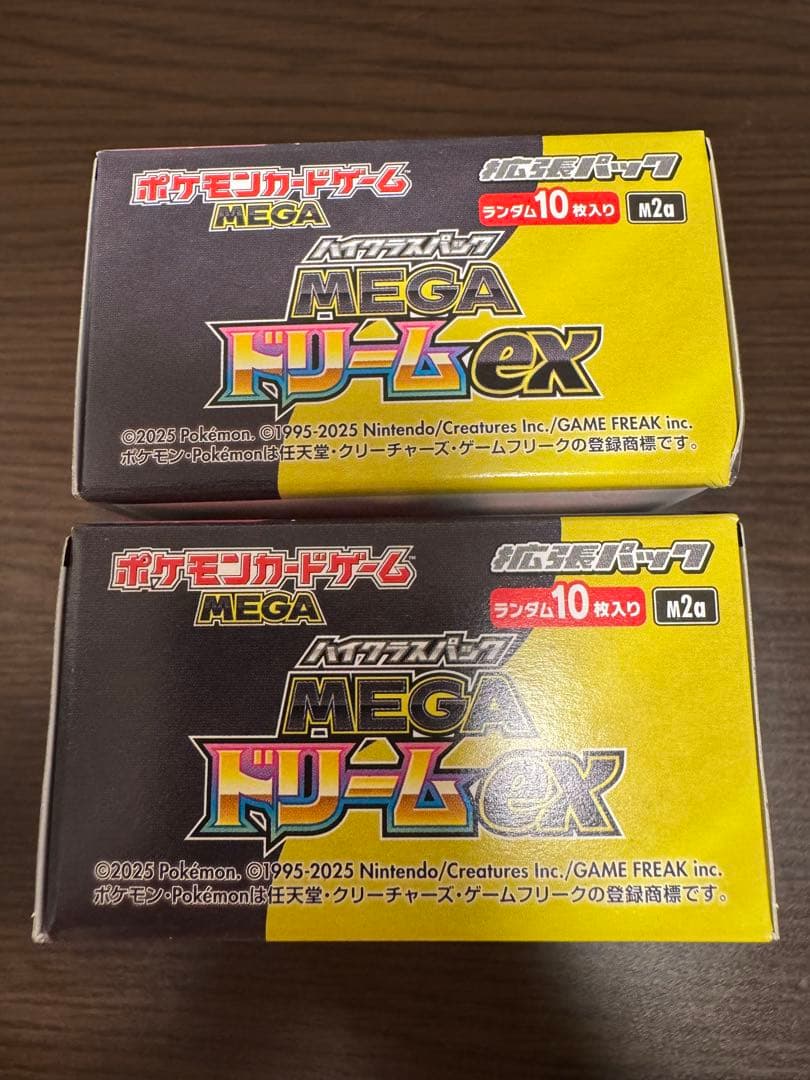 ポケモンカードゲーム™
MEGA
拡張パック
ランダム10枚入り M2a
ハイクラスパック
MEGA
ドリームex
©2025 Pokémon. ©1995-2025 Nintendo/Creatures Inc./GAME FREAK inc.
ポケモン・Pokémonは任天堂・クリーチャーズ・ゲームフリークの登録商標です。
ポケモンカードゲーム™
MEGA
拡張パック
ランダム10枚入り M2a
ハイクラスパック
MEGA
ドリームex
©2025 Pokémon. ©1995-2025 Nintendo/Creatures Inc./GAME FREAK inc.
ポケモン・Pokémonは任天堂・クリーチャーズ・ゲームフリークの登録商標です。